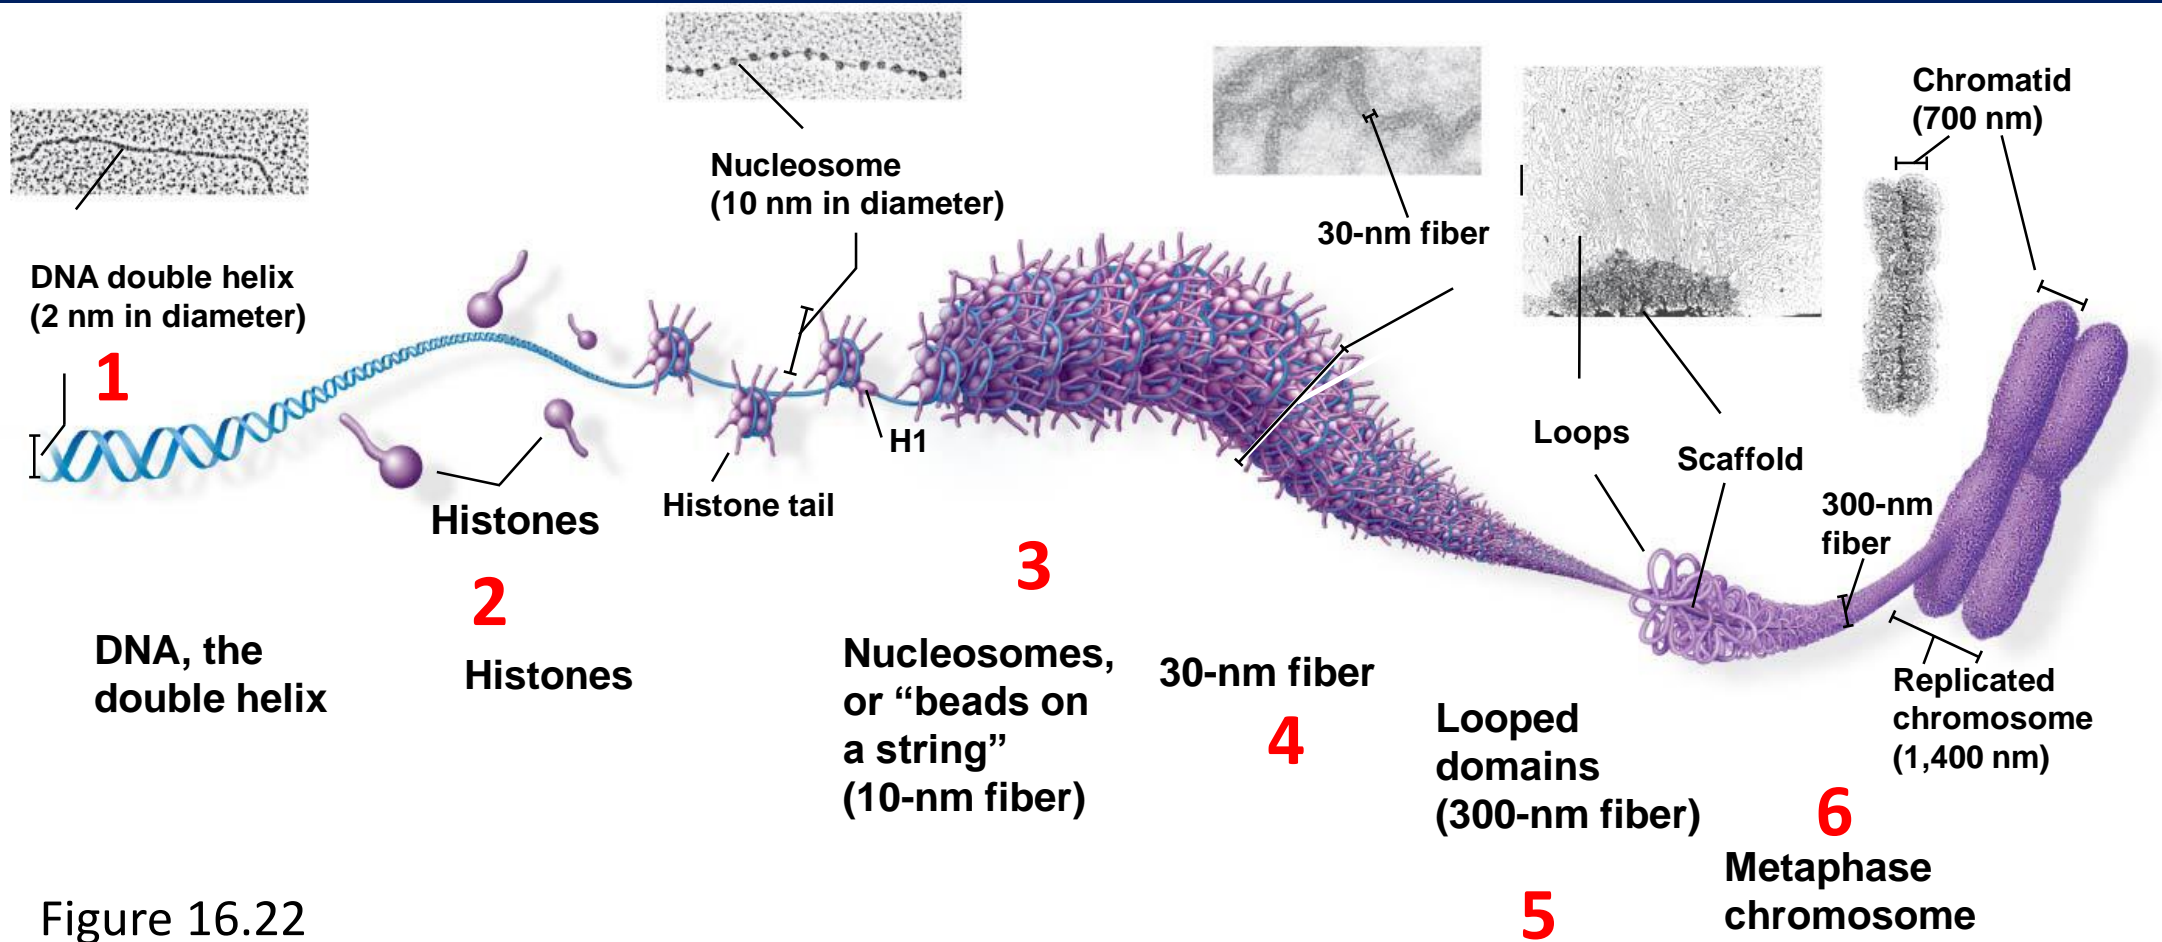 DNA double helix
(2 nm in diameter)
1
Nucleosome
(10 nm in diameter)
30-nm fiber
Chromatid
(700 nm)
Histones
Histone tail
H1
Loops
Scaffold
300-nm
fiber
Replicated
chromosome
(1,400 nm)
DNA, the
double helix
2
Histones
3
Nucleosomes,
or “beads on
a string”
(10-nm fiber)
30-nm fiber
4
Looped
domains
(300-nm fiber)
5
6
Metaphase
chromosome
Figure 16.22